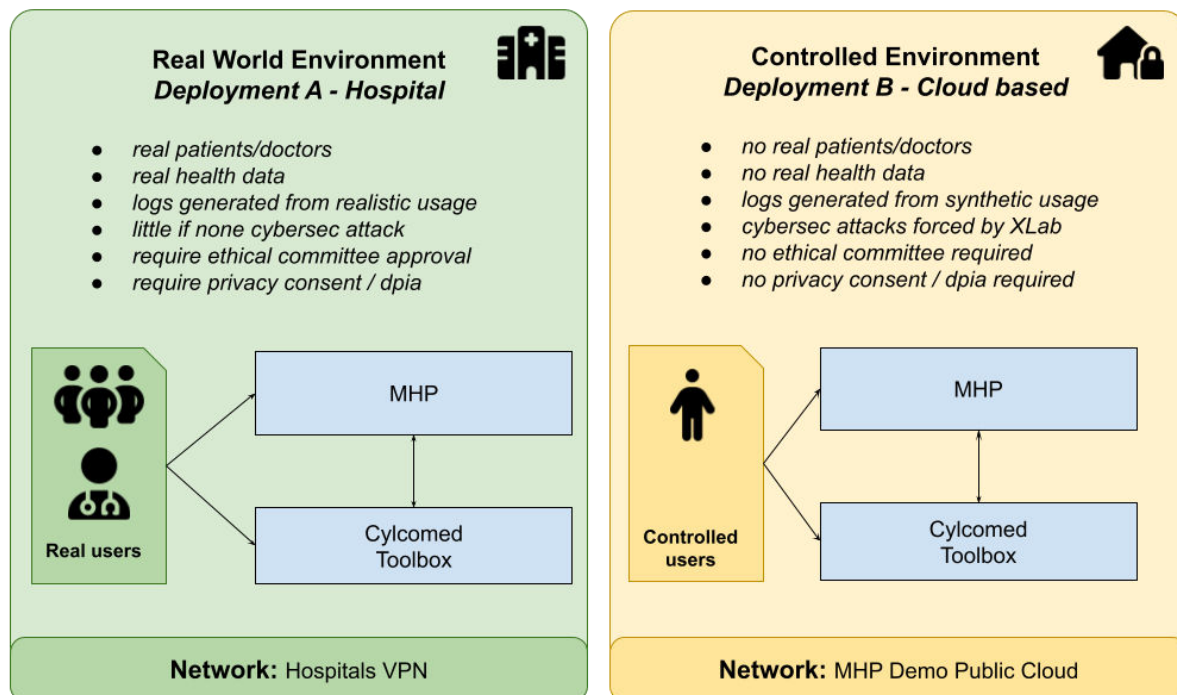 Real World Environment
Deployment A - Hospital
● real patients/doctors
● real health data
● logs generated from realistic usage
● little if none cybersec attack
● require ethical committee approval
● require privacy consent / dpia
Real users
MHP
Cylcomed
Toolbox
Network: Hospitals VPN
Controlled Environment
Deployment B - Cloud based
● no real patients/doctors
● no real health data
● logs generated from synthetic usage
● cybersec attacks forced by XLab
● no ethical committee required
● no privacy consent / dpia required
Controlled
users
MHP
Cylcomed
Toolbox
Network: MHP Demo Public Cloud